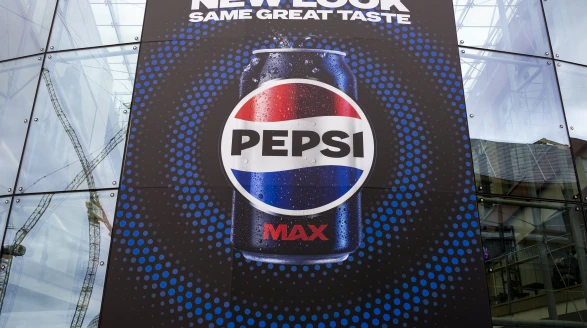 NEW LOOK
SAME GREAT TASTE
PEPSI
MAX